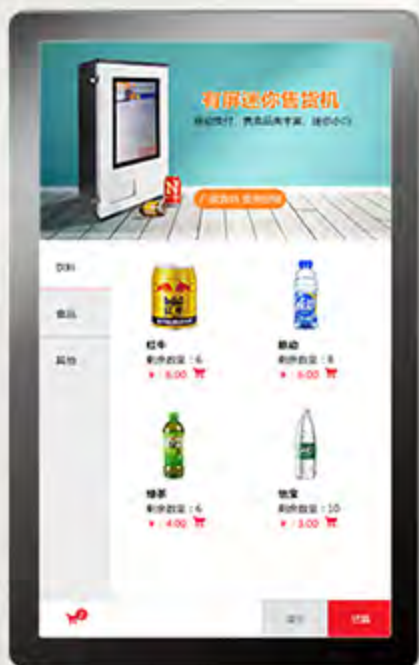 有屏迷你售货机
饮料
食品
其他
红牛
剩余数量：6
￥：6.00
脉动
剩余数量：8
￥：6.00
绿茶
剩余数量：6
￥：4.00
怡宝
剩余数量：10
￥：3.00